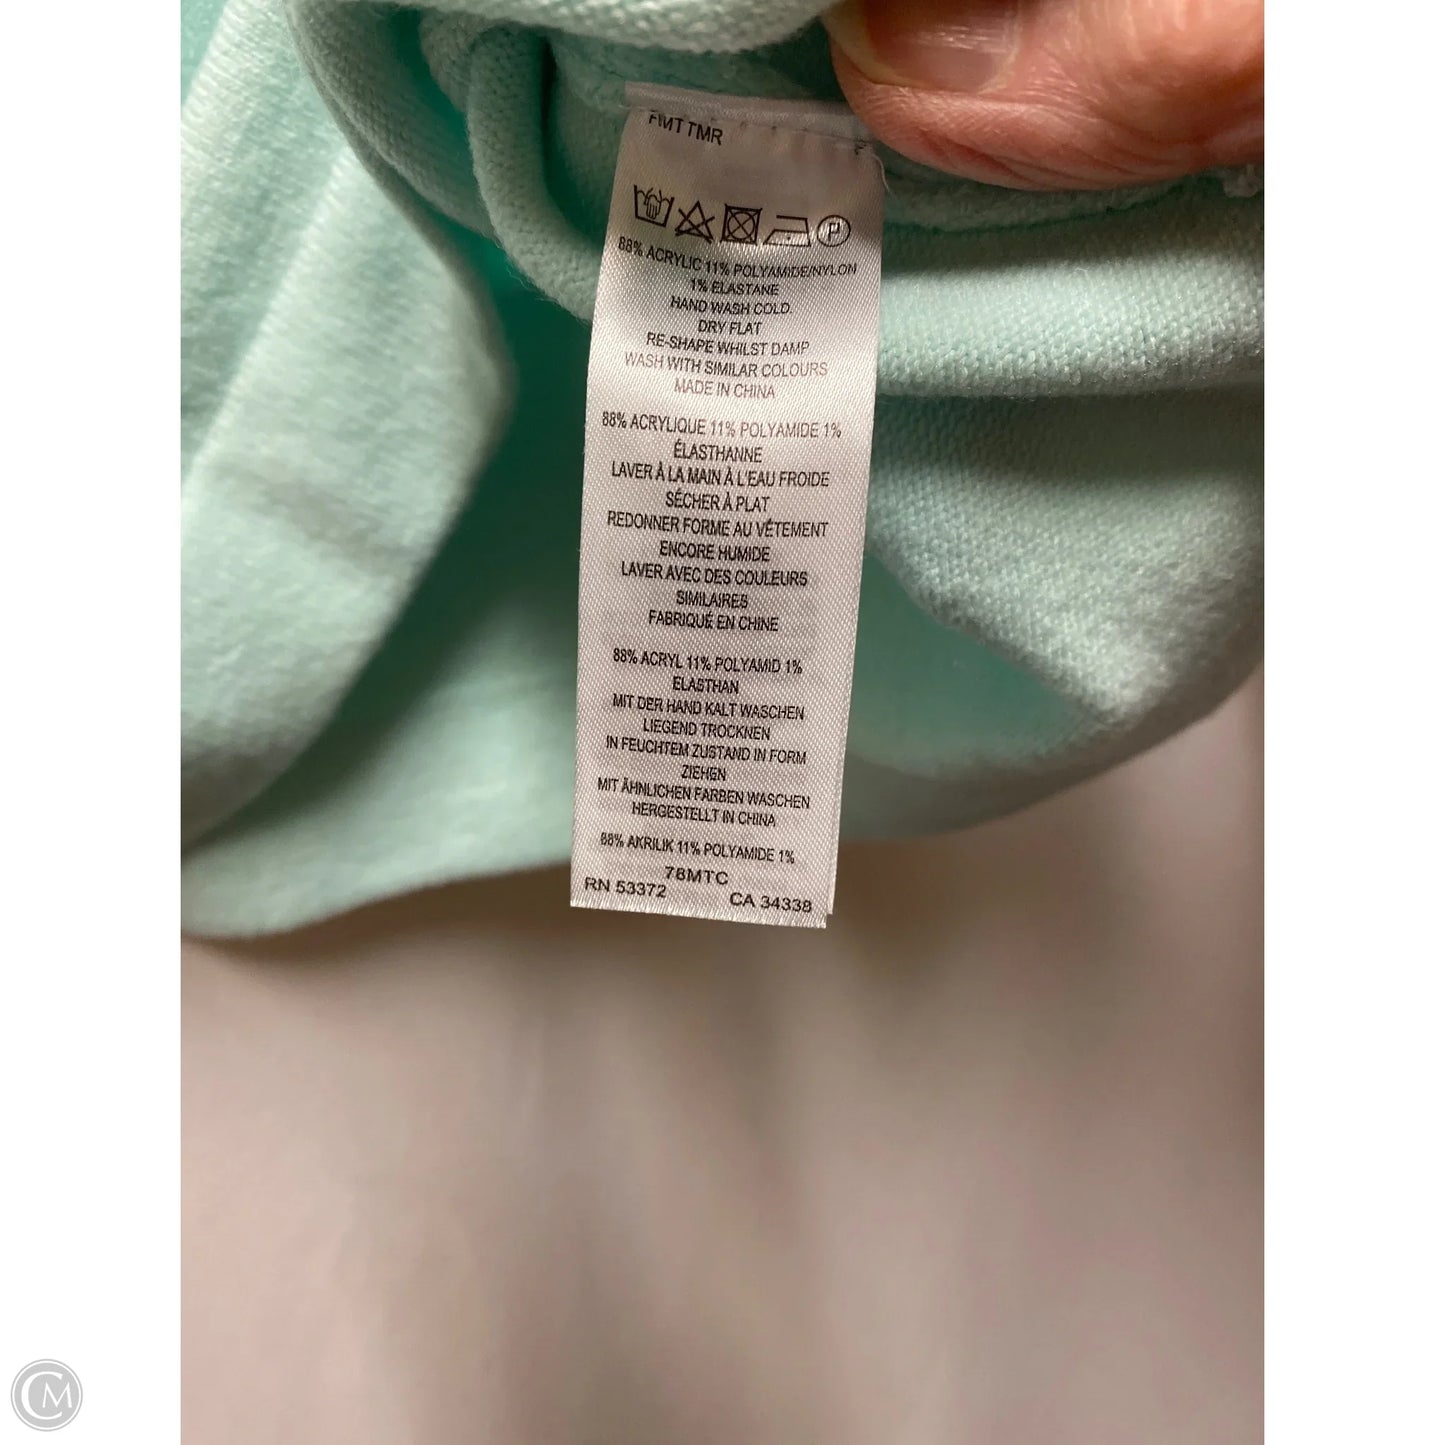 TMR
P
88% ACRYLIC 11% POLYAMIDE/NYLON
1% ELASTANE
HAND WASH COLD.
DRY FLAT
RE-SHAPE WHILST DAMP
WASH WITH SIMILAR COLOURS
MADE IN CHINA
88% ACRYLIQUE 11% POLYAMIDE 1%
ÉLASTHANNE
LAVER À LA MAIN À L'EAU FROIDE
SÉCHER À PLAT
REDONNER FORME AU VÊTEMENT
ENCORE HUMIDE
LAVER AVEC DES COULEURS
SIMILAIRES
FABRIQUÉ EN CHINE
88% ACRYL 11% POLYAMID 1%
ELASTHAN
MIT DER HAND KALT WASCHEN
LIEGEND TROCKNEN
IN FEUCHTEM ZUSTAND IN FORM
ZIEHEN
MIT ÄHNLICHEN FARBEN WASCHEN
HERGESTELLT IN CHINA
88% AKRILIK 11% POLYAMIDE 1%
78MTC
RN 53372 CA 34338
CM